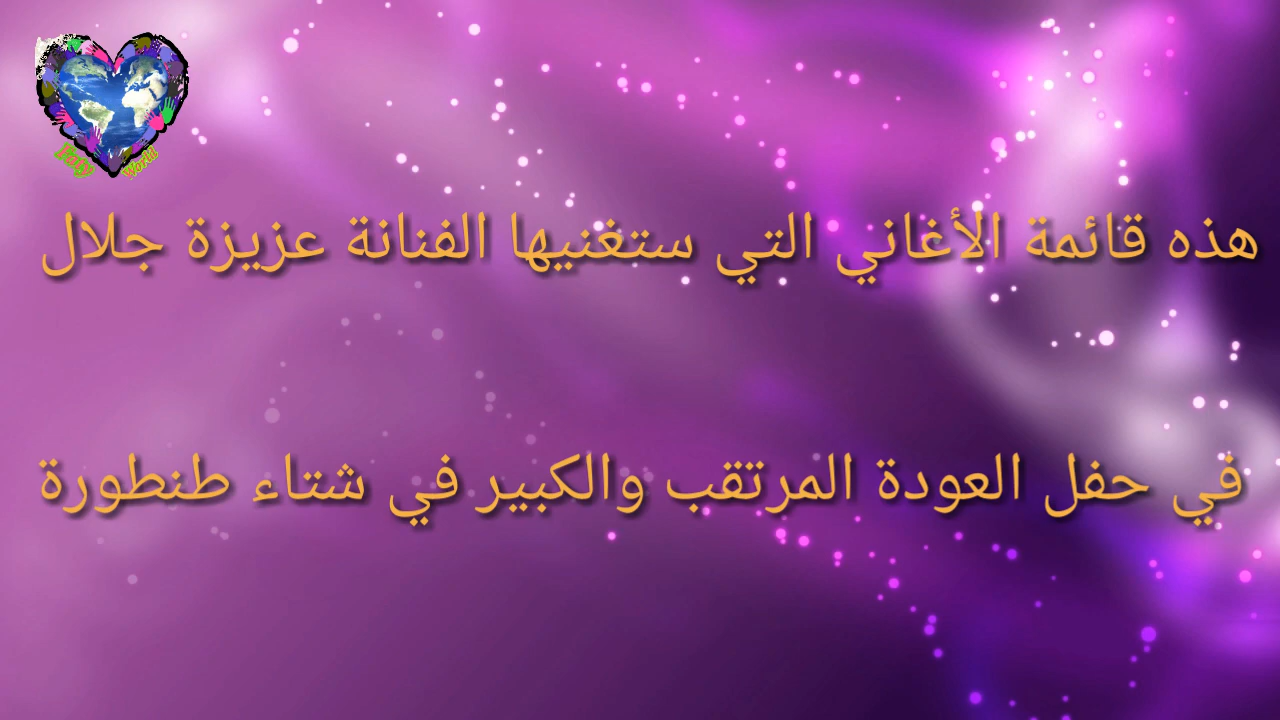 هذه قائمة الأغاني التي ستغنيها الفنانة عزيزة جلال
في حفل العودة المرتقب والكبير في شتاء طنطورة